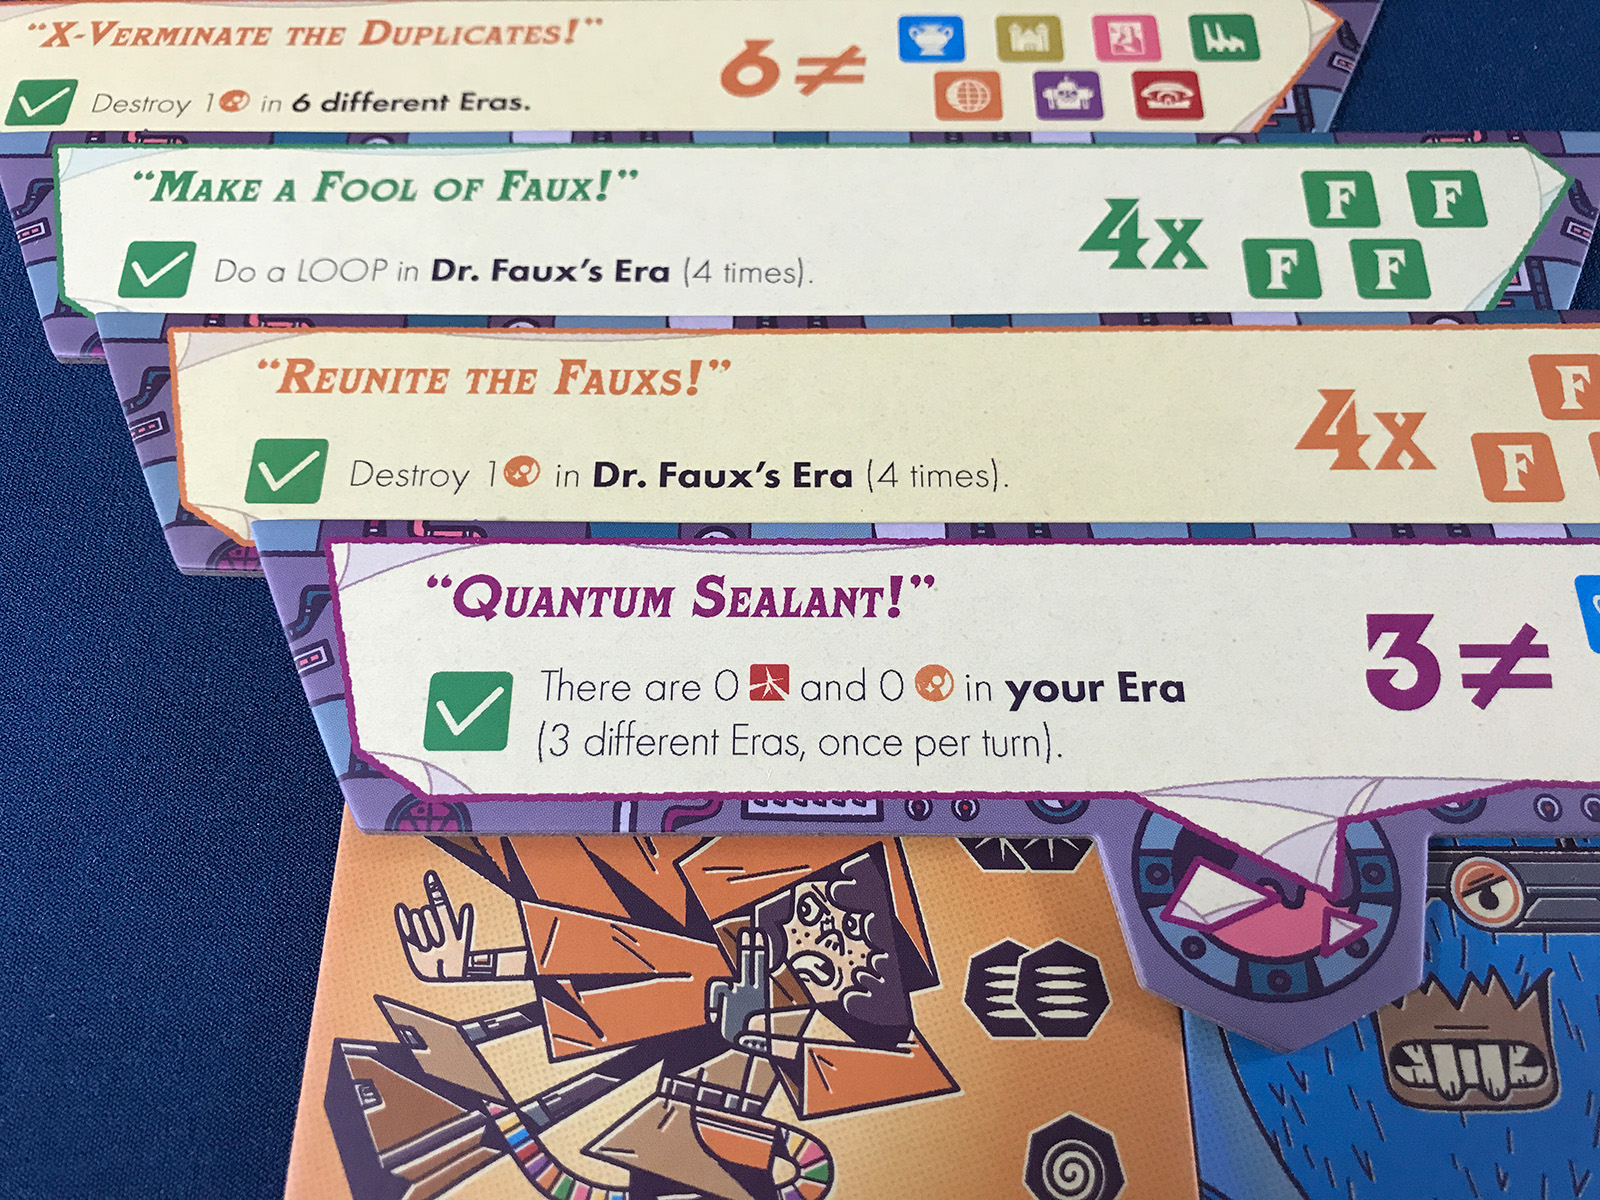 "X-Verminate the Duplicates!"
6≠
Destroy 1 in 6 different Eras.
"Make a Fool of Faux!"
4x
F F
F F
Do a LOOP in Dr. Faux's Era (4 times).
"Reunite the Fauxs!"
4x
F
F
Destroy 1 in Dr. Faux's Era (4 times).
"Quantum Sealant!"
3≠
There are 0 and 0 in your Era
(3 different Eras, once per turn).